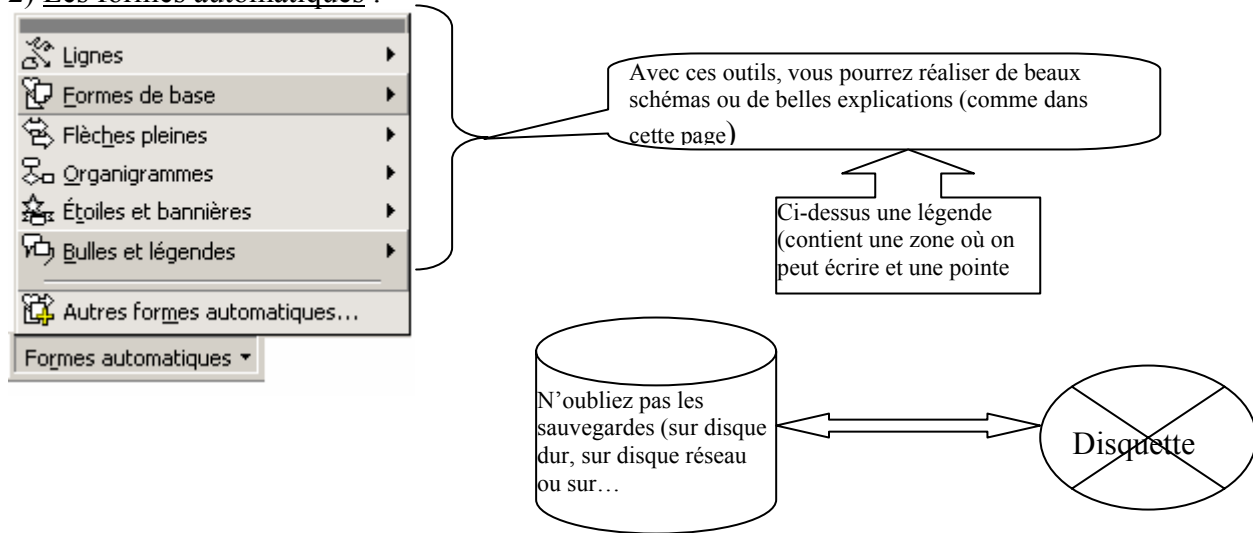 2) Les formes automatiques :
Lignes
Formes de base
Flèches pleines
Organigrammes
Étoiles et bannières
Bulles et légendes
Autres formes automatiques...
Formes automatiques
Avec ces outils, vous pourrez réaliser de beaux
schémas ou de belles explications (comme dans
cette page)
Ci-dessus une légende
(contient une zone où on
peut écrire et une pointe
N’oubliez pas les
sauvegardes (sur disque
dur, sur disque réseau
ou sur…
Disquette